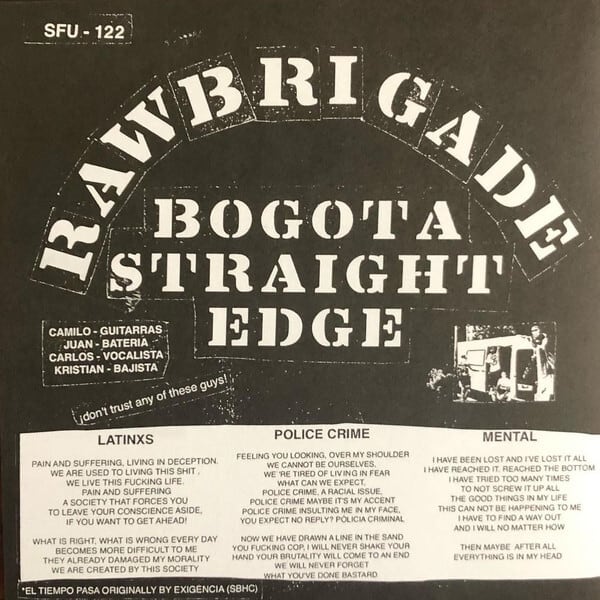 SFU - 122
RAWBRIGADE
BOGOTA
STRAIGHT
EDGE
CAMILO - GUITARRAS
JUAN - BATERIA
CARLOS - VOCALISTA
KRISTIAN - BAJISTA
¡don't trust any of these guys!
LATINXS
PAIN AND SUFFERING, LIVING IN DECEPTION.
WE ARE USED TO LIVING THIS SHIT ,
WE LIVE THIS FUCKING LIFE.
PAIN AND SUFFERING
A SOCIETY THAT FORCES YOU
TO LEAVE YOUR CONSCIENCE ASIDE,
IF YOU WANT TO GET AHEAD!
WHAT IS RIGHT, WHAT IS WRONG EVERY DAY
BECOMES MORE DIFFICULT TO ME
THEY ALREADY DAMAGED MY MORALITY
WE ARE CREATED BY THIS SOCIETY
POLICE CRIME
FEELING YOU LOOKING, OVER MY SHOULDER
WE CANNOT BE OURSELVES,
WE 'RE TIRED OF LIVING IN FEAR
WHAT CAN WE EXPECT,
POLICE CRIME, A RACIAL ISSUE,
POLICE CRIME MAYBE IT'S MY ACCENT
POLICE CRIME INSULTING ME IN MY FACE,
YOU EXPECT NO REPLY? POLICIA CRIMINAL
NOW WE HAVE DRAWN A LINE IN THE SAND
YOU FUCKING COP, I WILL NEVER SHAKE YOUR
HAND YOUR BRUTALITY WILL COME TO AN END
WE WILL NEVER FORGET
WHAT YOU'VE DONE BASTARD
MENTAL
I HAVE BEEN LOST AND I'VE LOST IT ALL
I HAVE REACHED IT. REACHED THE BOTTOM
I HAVE TRIED TOO MANY TIMES
TO NOT SCREW IT UP ALL
THE GOOD THINGS IN MY LIFE
THIS CAN NOT BE HAPPENING TO ME
I HAVE TO FIND A WAY OUT
AND I WILL NO MATTER HOW
THEN MAYBE AFTER ALL
EVERYTHING IS IN MY HEAD
*EL TIEMPO PASA ORIGINALLY BY EXIGENCIA (SBHC)